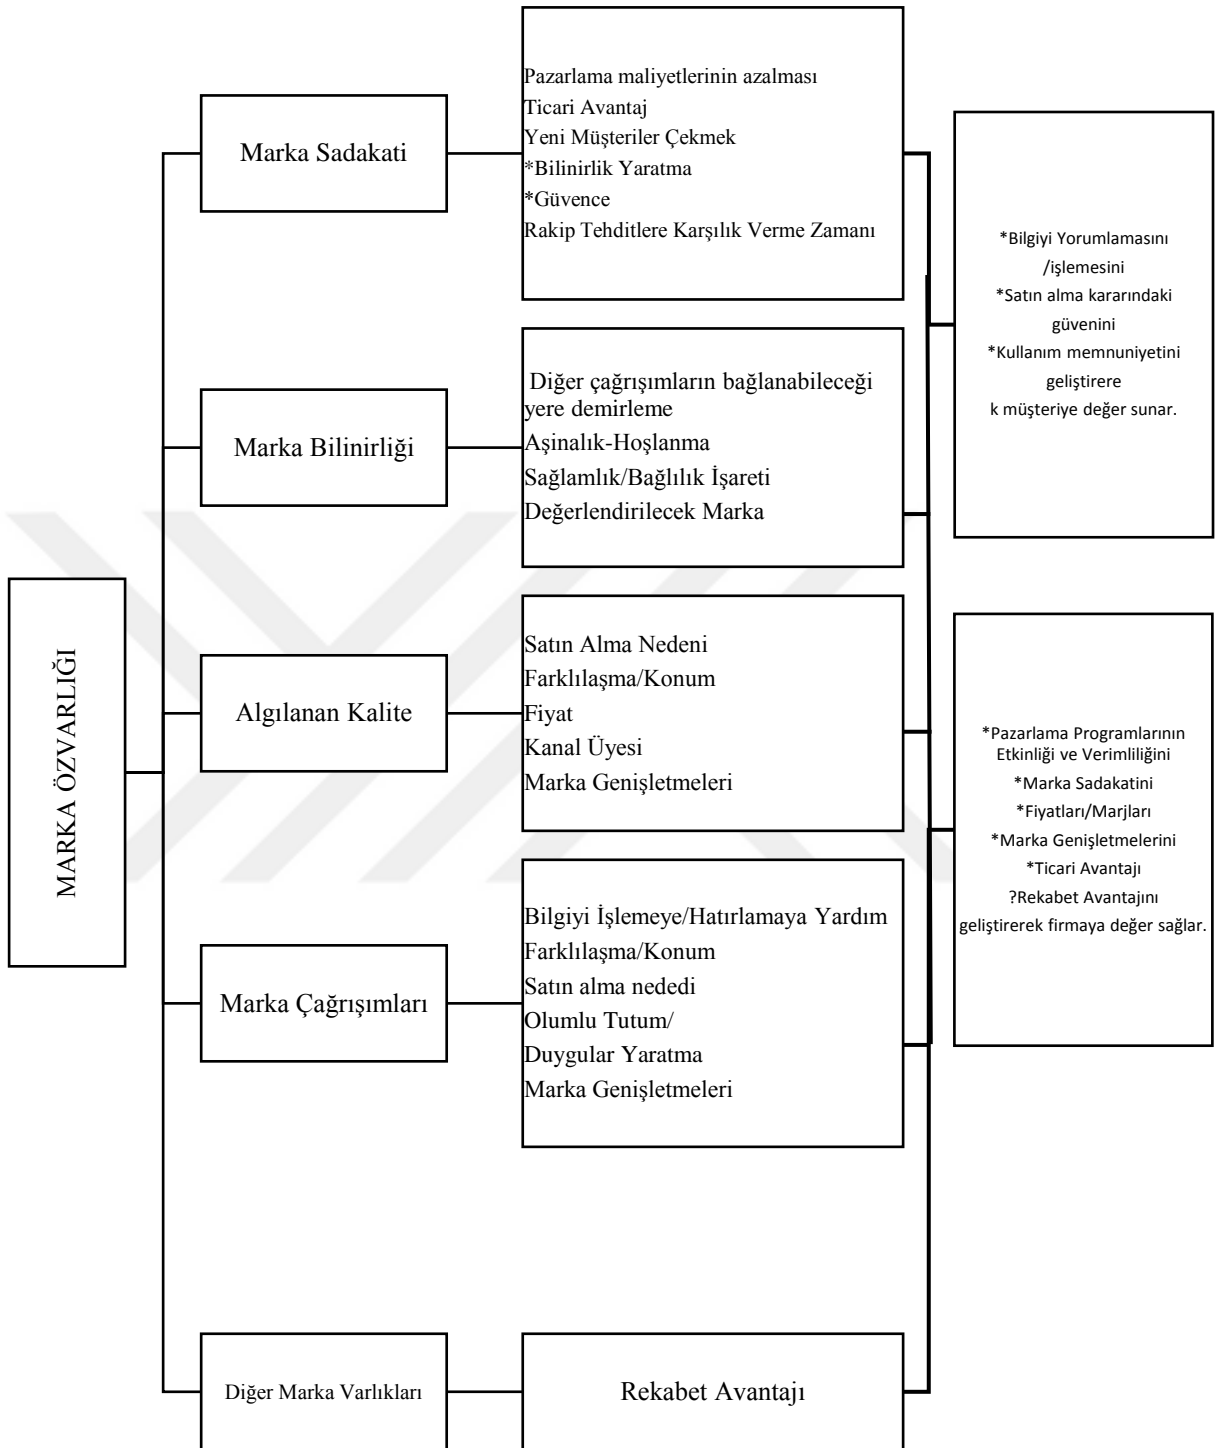 MARKA ÖZVARLIĞI
Marka Sadakati
Pazarlama maliyetlerinin azalması
Ticari Avantaj
Yeni Müşteriler Çekmek
*Bilinirlik Yaratma
*Güvence
Rakip Tehditlere Karşılık Verme Zamanı
Marka Bilinirliği
Diğer çağrışımların bağlanabileceği
yere demirleme
Aşinalık-Hoşlanma
Sağlamlık/Bağlılık İşareti
Değerlendirilecek Marka
Algılanan Kalite
Satın Alma Nedeni
Farklılaşma/Konum
Fiyat
Kanal Üyesi
Marka Genişletmeleri
Marka Çağrışımları
Bilgiyi İşlemeye/Hatırlamaya Yardım
Farklılaşma/Konum
Satın alma nededi
Olumlu Tutum/
Duygular Yaratma
Marka Genişletmeleri
Diğer Marka Varlıkları
Rekabet Avantajı
*Bilgiyi Yorumlamasını
/işlemesini
*Satın alma kararındaki
güvenini
*Kullanım memnuniyetini
geliştirere
k müşteriye değer sunar.
*Pazarlama Programlarının
Etkinliği ve Verimliliğini
*Marka Sadakatini
*Fiyatları/Marjları
*Marka Genişletmelerini
*Ticari Avantajı
?Rekabet Avantajını
geliştirerek firmaya değer sağlar.